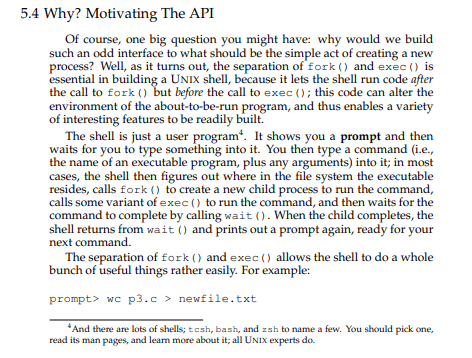 5.4 Why? Motivating The API
Of course, one big question you might have: why would we build
such an odd interface to what should be the simple act of creating a new
process? Well, as it turns out, the separation of fork() and exec() is
essential in building a UNIX shell, because it lets the shell run code after
the call to fork() but before the call to exec(); this code can alter the
environment of the about-to-be-run program, and thus enables a variety
of interesting features to be readily built.
The shell is just a user program4. It shows you a prompt and then
waits for you to type something into it. You then type a command (i.e.,
the name of an executable program, plus any arguments) into it; in most
cases, the shell then figures out where in the file system the executable
resides, calls fork() to create a new child process to run the command,
calls some variant of exec() to run the command, and then waits for the
command to complete by calling wait(). When the child completes, the
shell returns from wait() and prints out a prompt again, ready for your
next command.
The separation of fork() and exec() allows the shell to do a whole
bunch of useful things rather easily. For example:
prompt> wc p3.c > newfile.txt
4And there are lots of shells; tcsh, bash, and zsh to name a few. You should pick one,
read its man pages, and learn more about it; all UNIX experts do.